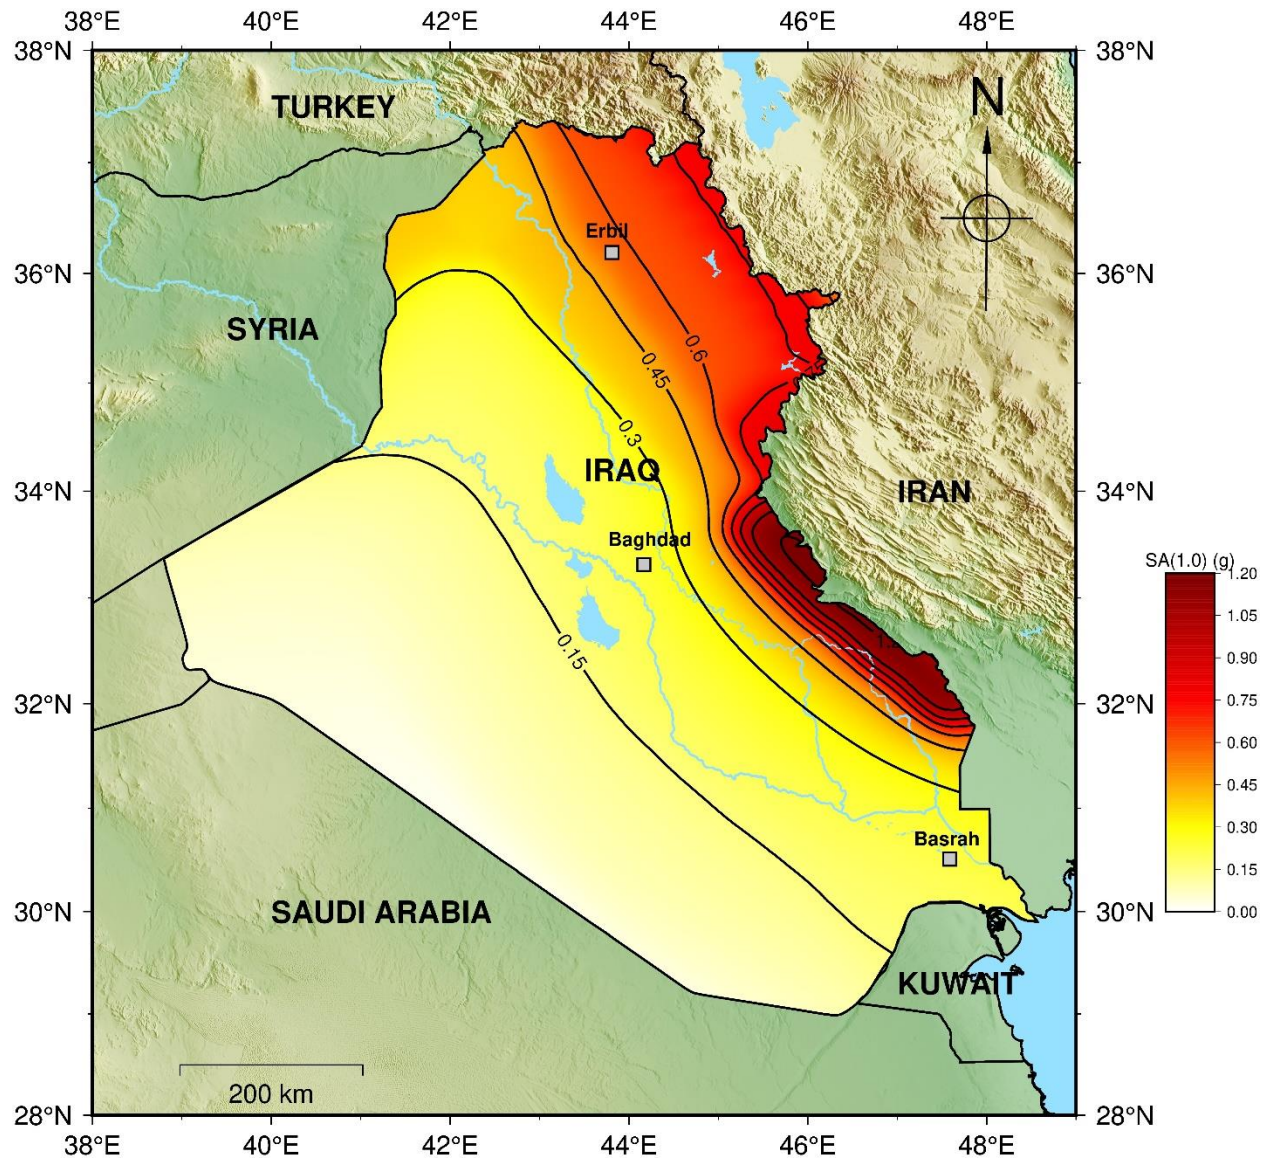 38°E 40°E 42°E 44°E 46°E 48°E
38°N 38°N
TURKEY
N
Erbil
36°N 36°N
SYRIA
0.6
0.45
0.3
IRAQ
34°N 34°N
IRAN
Baghdad
SA(1.0) (g)
1.20
1.05
0.90
0.75
0.60
0.45
0.30
0.15
0.00
0.15
32°N 32°N
Basrah
30°N 30°N
SAUDI ARABIA
KUWAIT
200 km
28°N 28°N
38°E 40°E 42°E 44°E 46°E 48°E